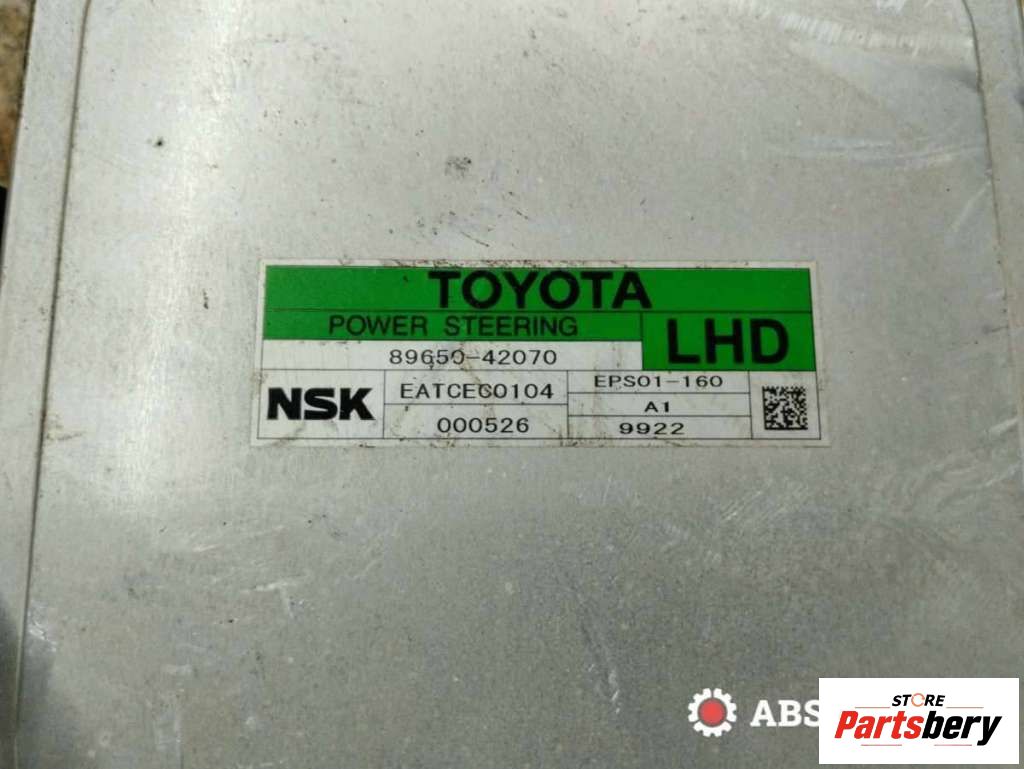 TOYOTA
POWER STEERING
LHD
89650-42070
NSK
EATCEC0104
EPS01-160
A1
000526
9922
ABS
STORE
Partsbery